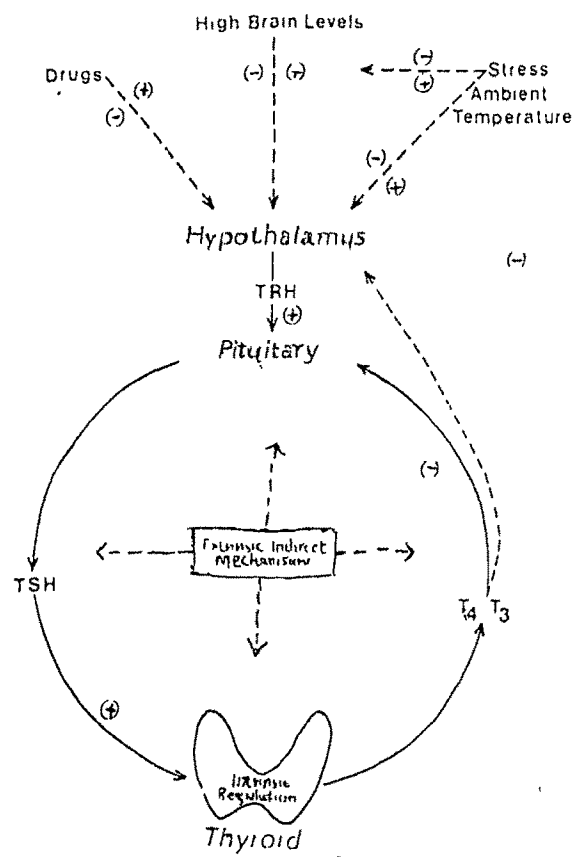 High Brain Levels
Drugs
(+)
(-)
(-) (+)
(-)
(+)
Stress
Ambient
Temperature
(-)
(+)
Hypothalamus
(-)
TRH
(+)
Pituitary
(-)
Extrinsic Indirect
MEchanism
TSH
T4 T3
(+)
Intrinsic
Regulation
Thyroid